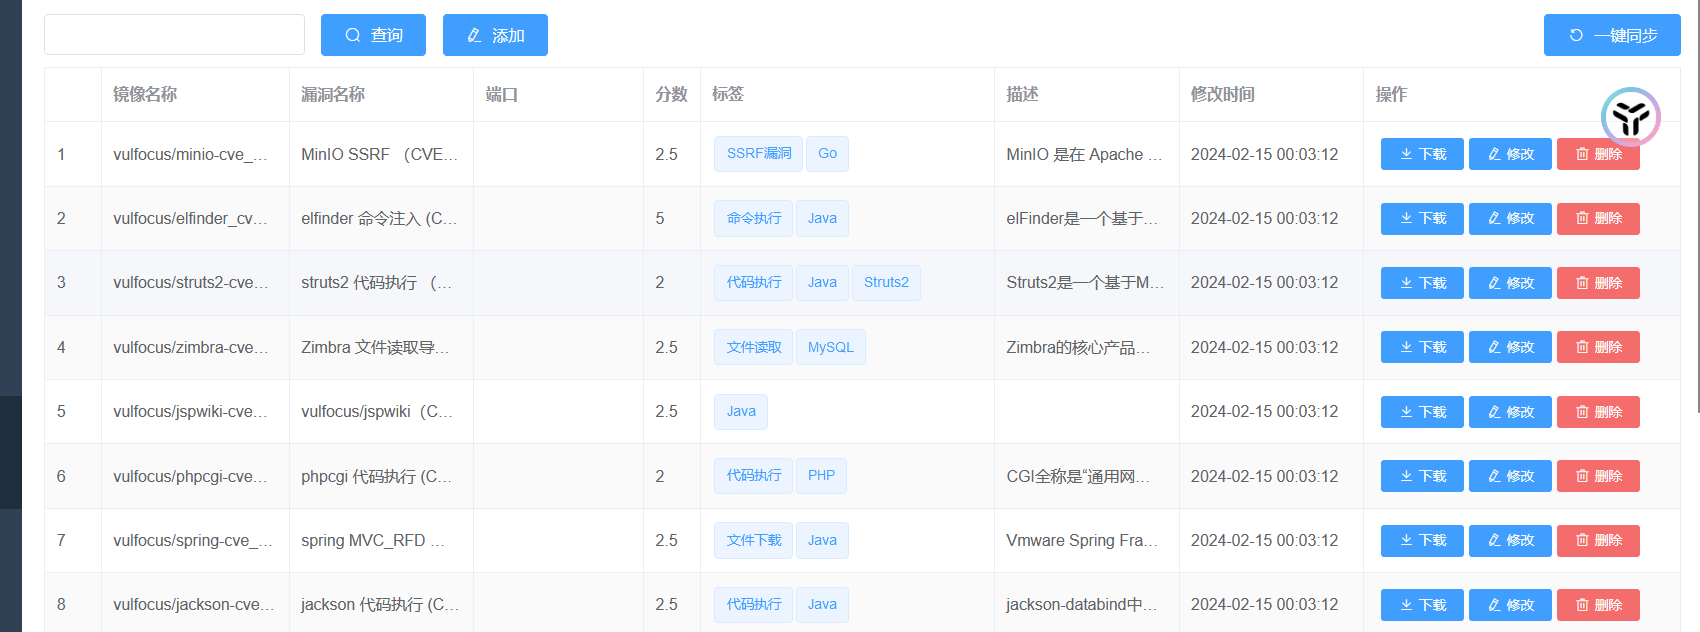 查询 添加 一键同步
镜像名称 漏洞名称 端口 分数 标签 描述 修改时间 操作
1 vulfocus/minio-cve_... MinIO SSRF （CVE... 2.5 SSRF漏洞 Go MinIO 是在 Apache ... 2024-02-15 00:03:12 下载 修改 删除
2 vulfocus/elfinder_cv... elfinder 命令注入 (C... 5 命令执行 Java elFinder是一个基于... 2024-02-15 00:03:12 下载 修改 删除
3 vulfocus/struts2-cve... struts2 代码执行 （... 2 代码执行 Java Struts2 Struts2是一个基于M... 2024-02-15 00:03:12 下载 修改 删除
4 vulfocus/zimbra-cve... Zimbra 文件读取导... 2.5 文件读取 MySQL Zimbra的核心产品... 2024-02-15 00:03:12 下载 修改 删除
5 vulfocus/jspwiki-cve... vulfocus/jspwiki（C... 2.5 Java 2024-02-15 00:03:12 下载 修改 删除
6 vulfocus/phpcgi-cve... phpcgi 代码执行 (C... 2 代码执行 PHP CGI全称是“通用网... 2024-02-15 00:03:12 下载 修改 删除
7 vulfocus/spring-cve_... spring MVC_RFD ... 2.5 文件下载 Java Vmware Spring Fra... 2024-02-15 00:03:12 下载 修改 删除
8 vulfocus/jackson-cve... jackson 代码执行 (C... 2.5 代码执行 Java jackson-databind中... 2024-02-15 00:03:12 下载 修改 删除